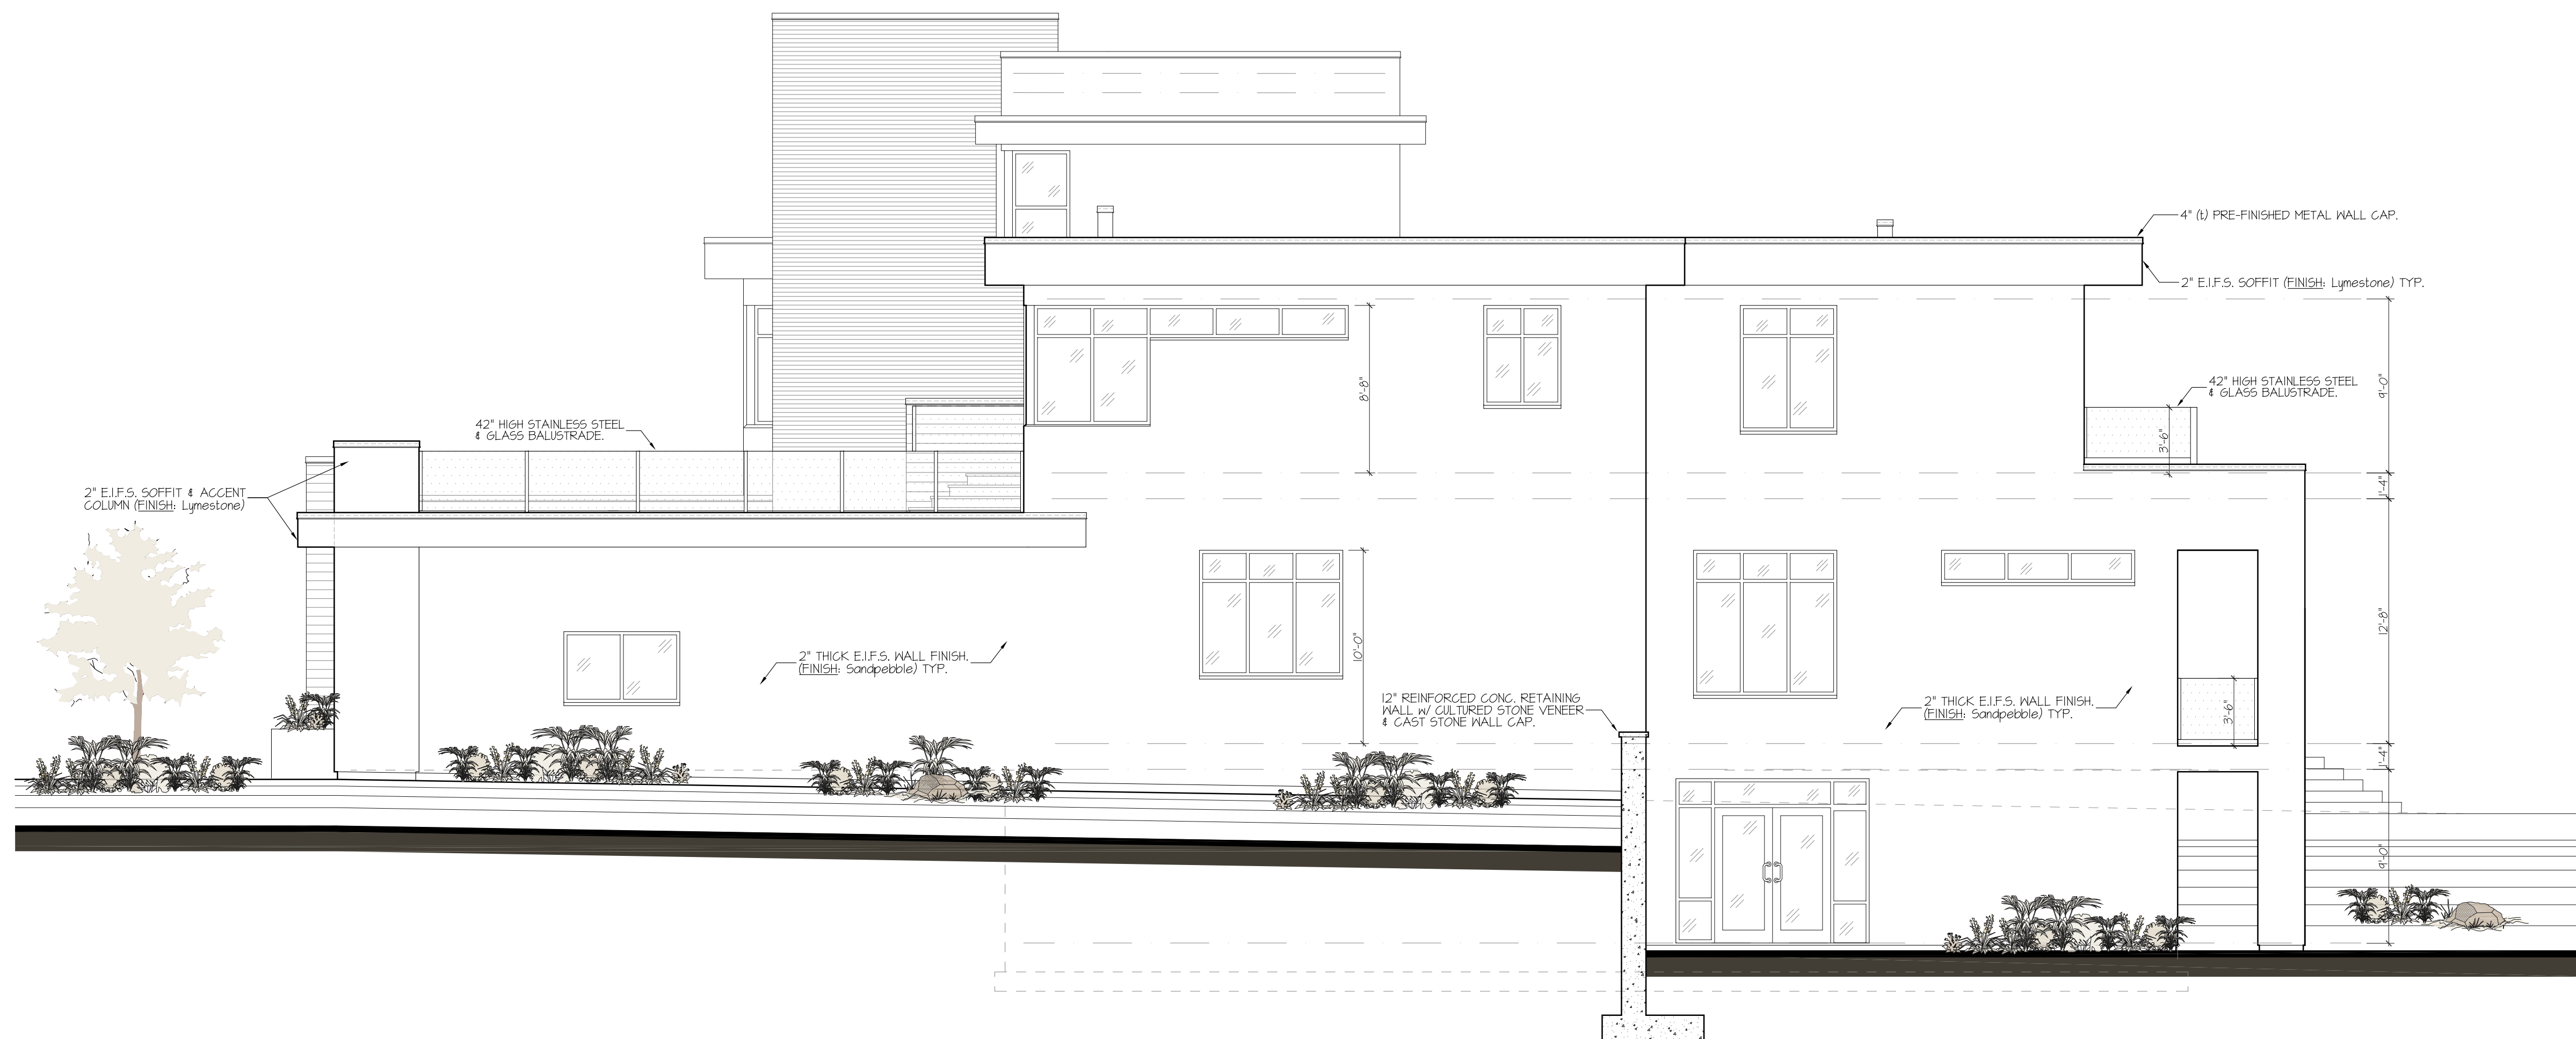 4" (t) PRE-FINISHED METAL WALL CAP.
2" E.I.F.S. SOFFIT (FINISH: Lymestone) TYP.
8'-8"
9'-0"
42" HIGH STAINLESS STEEL
& GLASS BALUSTRADE.
3'-6"
42" HIGH STAINLESS STEEL
& GLASS BALUSTRADE.
1'-4"
2" E.I.F.S. SOFFIT & ACCENT
COLUMN (FINISH: Lymestone)
12'-8"
10'-0"
2" THICK E.I.F.S. WALL FINISH.
(FINISH: Sandpebble) TYP.
12" REINFORCED CONC. RETAINING
WALL w/ CULTURED STONE VENEER
& CAST STONE WALL CAP.
2" THICK E.I.F.S. WALL FINISH.
(FINISH: Sandpebble) TYP.
3'-6"
1'-4"
9'-0"